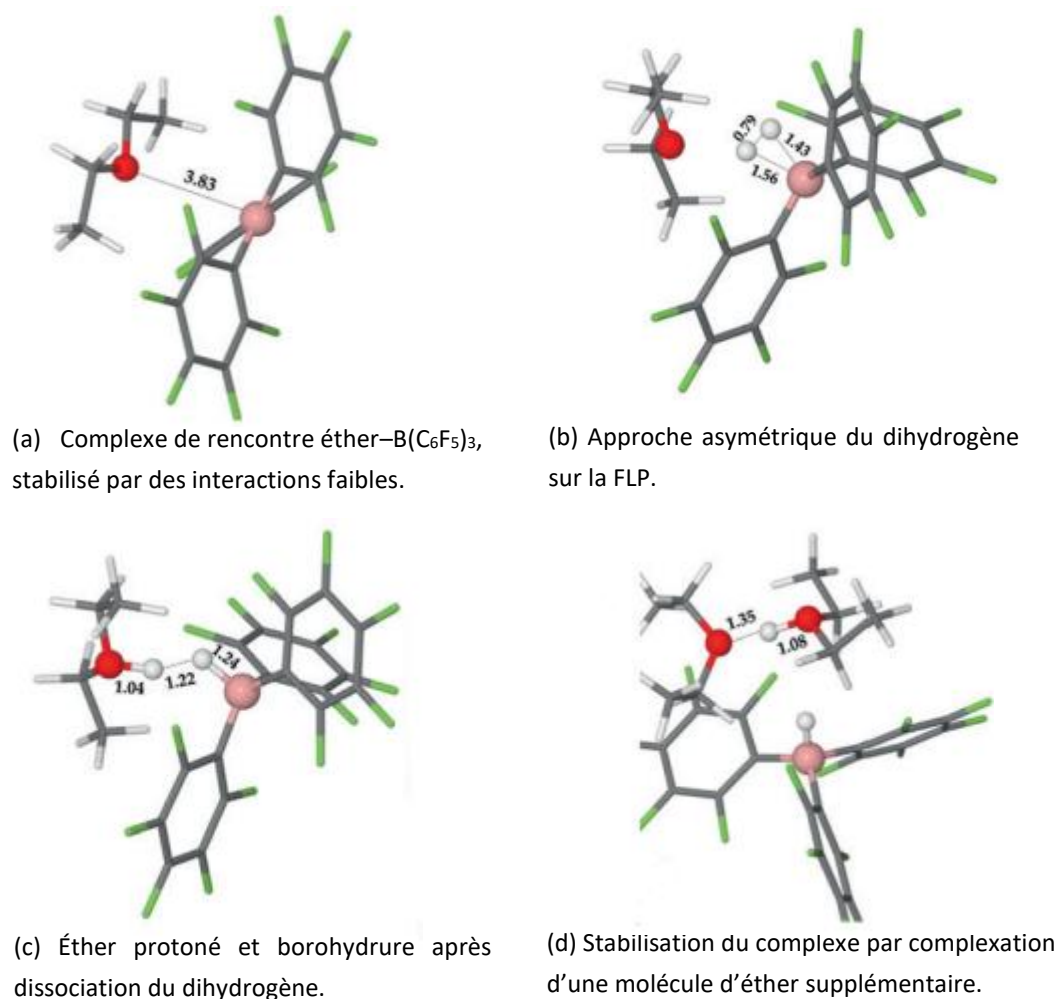 3.83
0.79
1.43
1.56
(a) Complexe de rencontre éther–B(C₆F₅)₃,
stabilisé par des interactions faibles.
(b) Approche asymétrique du dihydrogène
sur la FLP.
1.04
1.22
1.24
1.35
1.08
(c) Éther protoné et borohydrure après
dissociation du dihydrogène.
(d) Stabilisation du complexe par complexation
d’une molécule d’éther supplémentaire.